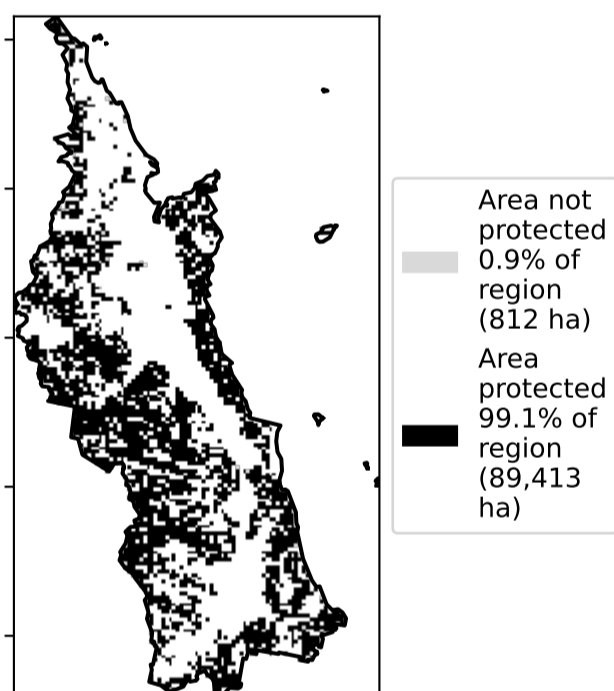 Area not
protected
0.9% of
region
(812 ha)
Area
protected
99.1% of
region
(89,413
ha)